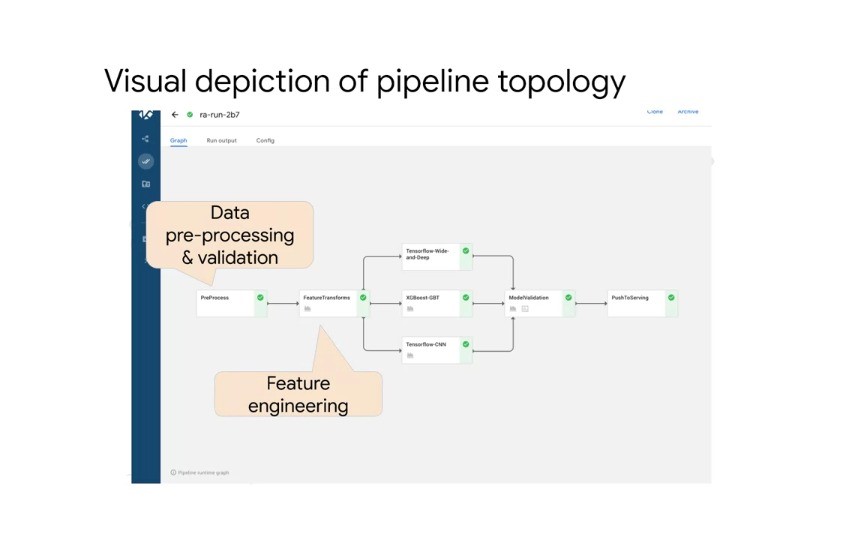 Visual depiction of pipeline topology
ra-run-2b7
Clone
Archive
Graph
Run output
Config
Data
pre-processing
& validation
Tensorflow-Wide-
and-Deep
PreProcess
FeatureTransforms
XGBoost-GBT
ModelValidation
PushToServing
Tensorflow-CNN
Feature
engineering
Pipeline runtime graph